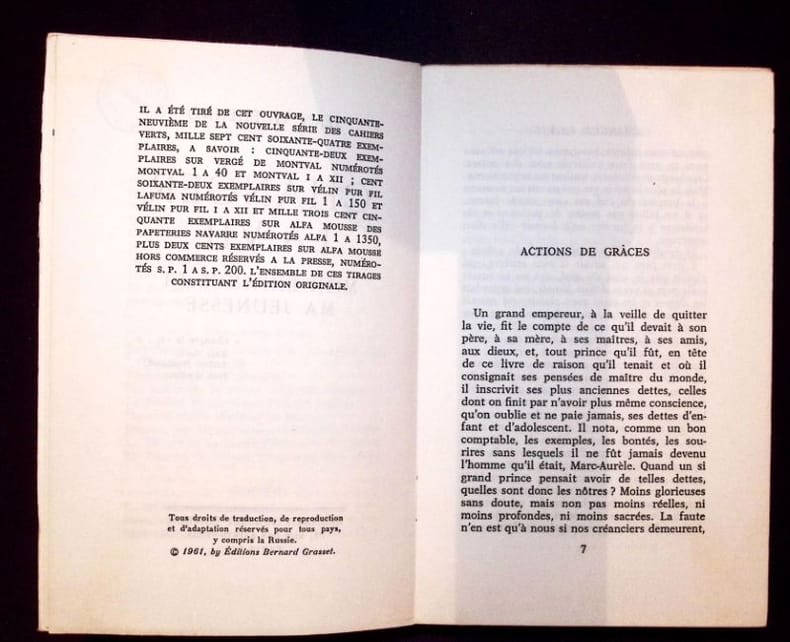 IL A ÉTÉ TIRÉ DE CET OUVRAGE, LE CINQUANTE-
NEUVIÈME DE LA NOUVELLE SÉRIE DES CAHIERS
VERTS, MILLE SEPT CENT SOIXANTE-QUATRE EXEM-
PLAIRES, A SAVOIR : CINQUANTE-DEUX EXEM-
PLAIRES SUR VERGÉ DE MONTVAL NUMÉROTÉS
MONTVAL 1 A 40 ET MONTVAL I A XII ; CENT
SOIXANTE-DEUX EXEMPLAIRES SUR VÉLIN PUR FIL
LAFUMA NUMÉROTÉS VÉLIN PUR FIL 1 A 150 ET
VÉLIN PUR FIL I A XII ET MILLE TROIS CENT CIN-
QUANTE EXEMPLAIRES SUR ALFA MOUSSE DES
PAPETERIES NAVARRE NUMÉROTÉS ALFA 1 A 1350,
PLUS DEUX CENTS EXEMPLAIRES SUR ALFA MOUSSE
HORS COMMERCE RÉSERVÉS A LA PRESSE, NUMÉRO-
TÉS S. P. 1 A S. P. 200. L'ENSEMBLE DE CES TIRAGES
CONSTITUANT L'ÉDITION ORIGINALE.
Tous droits de traduction, de reproduction
et d'adaptation réservés pour tous pays,
y compris la Russie.
© 1961, by Éditions Bernard Grasset.
ACTIONS DE GRÂCES
Un grand empereur, à la veille de quitter
la vie, fit le compte de ce qu'il devait à son
père, à sa mère, à ses maîtres, à ses amis,
aux dieux, et, tout prince qu'il fût, en tête
de ce livre de raison qu'il tenait et où il
consignait ses pensées de maître du monde,
il inscrivit ses plus anciennes dettes, celles
dont on finit par n'avoir plus même conscience,
qu'on oublie et ne paie jamais, ses dettes d'en-
fant et d'adolescent. Il nota, comme un bon
comptable, les exemples, les bontés, les sou-
rires sans lesquels il ne fût jamais devenu
l'homme qu'il était, Marc-Aurèle. Quand un si
grand prince pensait avoir de telles dettes,
quelles sont donc les nôtres ? Moins glorieuses
sans doute, mais non pas moins réelles, ni
moins profondes, ni moins sacrées. La faute
n'en est qu'à nous si nos créanciers demeurent,
7